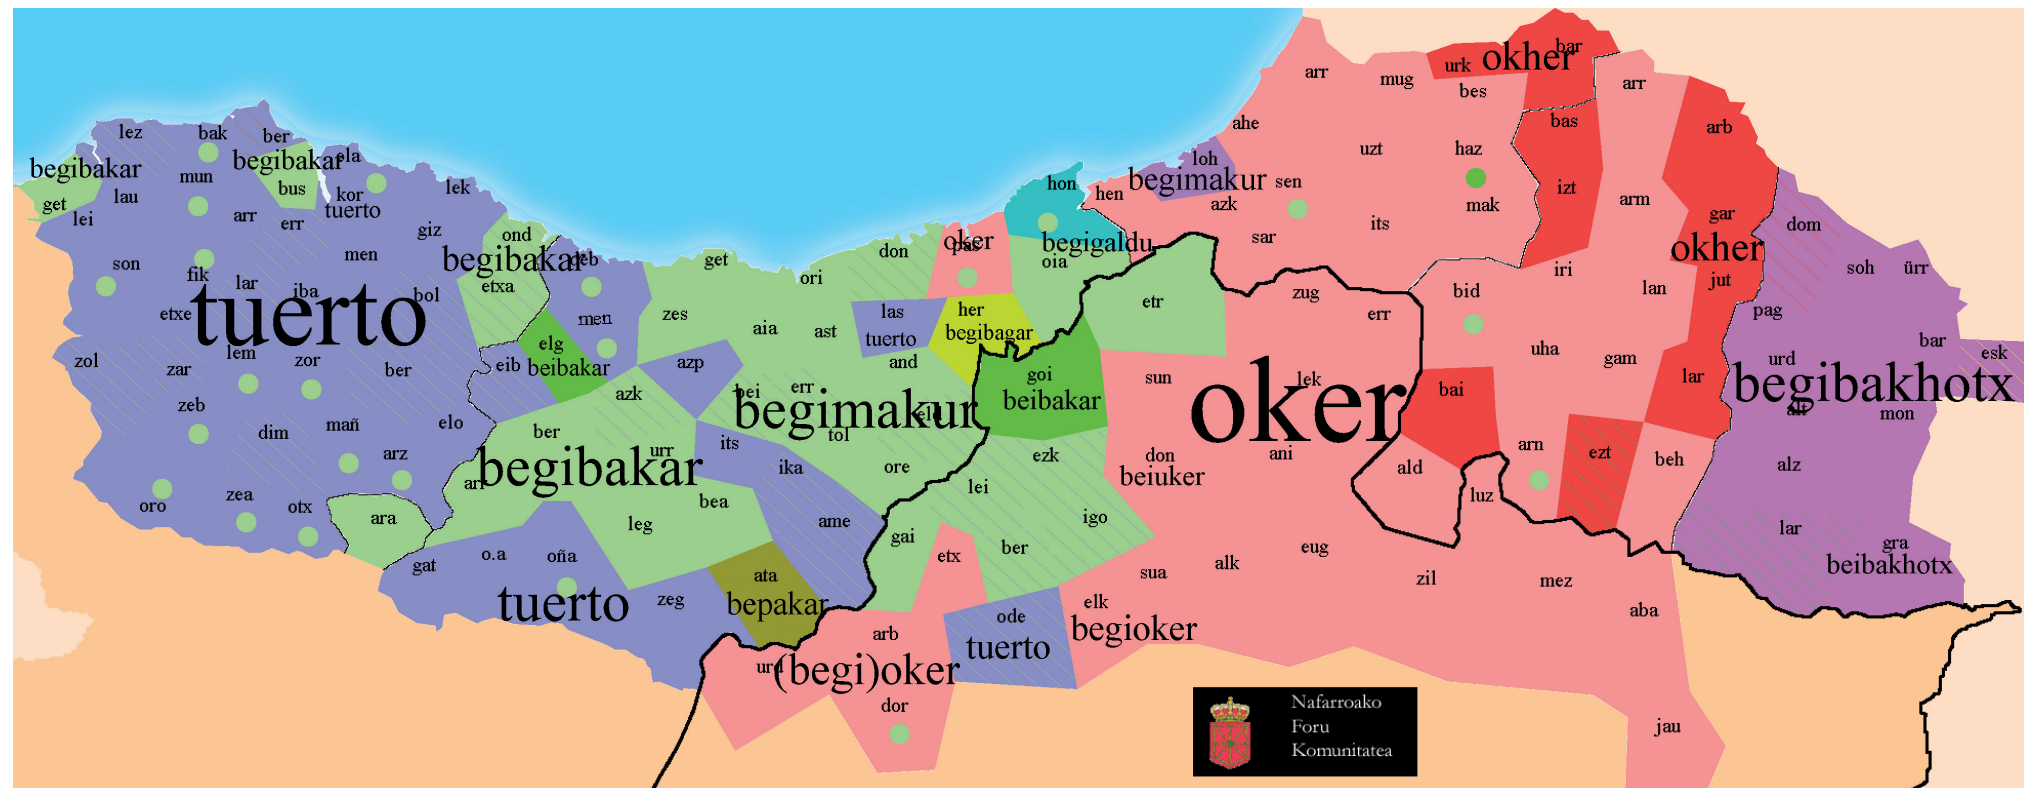 bar
okher
urk
arr
mug
bes
arr
lez
bak
ber
ahe
bas
arb
begibakar
begibakar
ola
mun
bus
uzt
haz
loh
begimakur
sen
get
lau
lei
kor
tuerto
lek
hon
hen
azk
mak
izt
arm
gar
okher
dom
arr
err
giz
ond
begibakar
deb
men
son
fik
lar
iba
bol
etxa
get
ori
don
oker
pas
begigaldu
oia
sar
its
iri
lan
jut
soh
ürr
pag
etxe
tuerto
men
zes
aia
ast
las
tuerto
her
begibagar
etr
zug
err
bid
uha
gam
zol
zar
lem
zor
ber
eib
elg
beibakar
azp
and
goi
beibakar
sun
lek
oker
bai
lar
urd
bar
esk
begibakhotx
alt
mon
zeb
dim
mañ
elo
azk
bei
err
begimakur
ele
tol
ber
urr
begibakar
arr
its
ika
ore
ezk
don
beiuker
ani
ald
arn
ezt
beh
alz
arz
oro
zea
otx
ara
leg
bea
ame
lei
gai
igo
luz
lar
gra
beibakhotx
gat
o.a
oña
tuerto
zeg
ata
bepakar
etx
ber
sua
alk
eug
zil
mez
aba
arb
urd
(begi)oker
dor
ode
tuerto
elk
begioker
jau
Nafarroako
Foru
Komunitatea